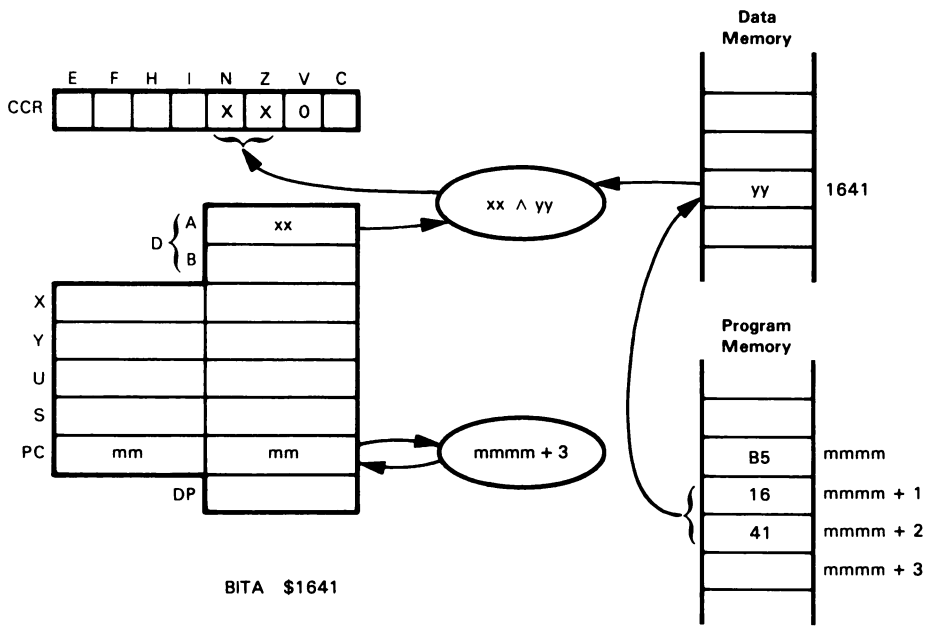 Data
Memory
E F H I N Z V C
CCR X X 0
xx ∧ yy
yy 1641
D { A xx
B
X
Y
U
S
PC mm mm
DP
mmmm + 3
Program
Memory
B5 mmmm
16 mmmm + 1
41 mmmm + 2
mmmm + 3
BITA $1641